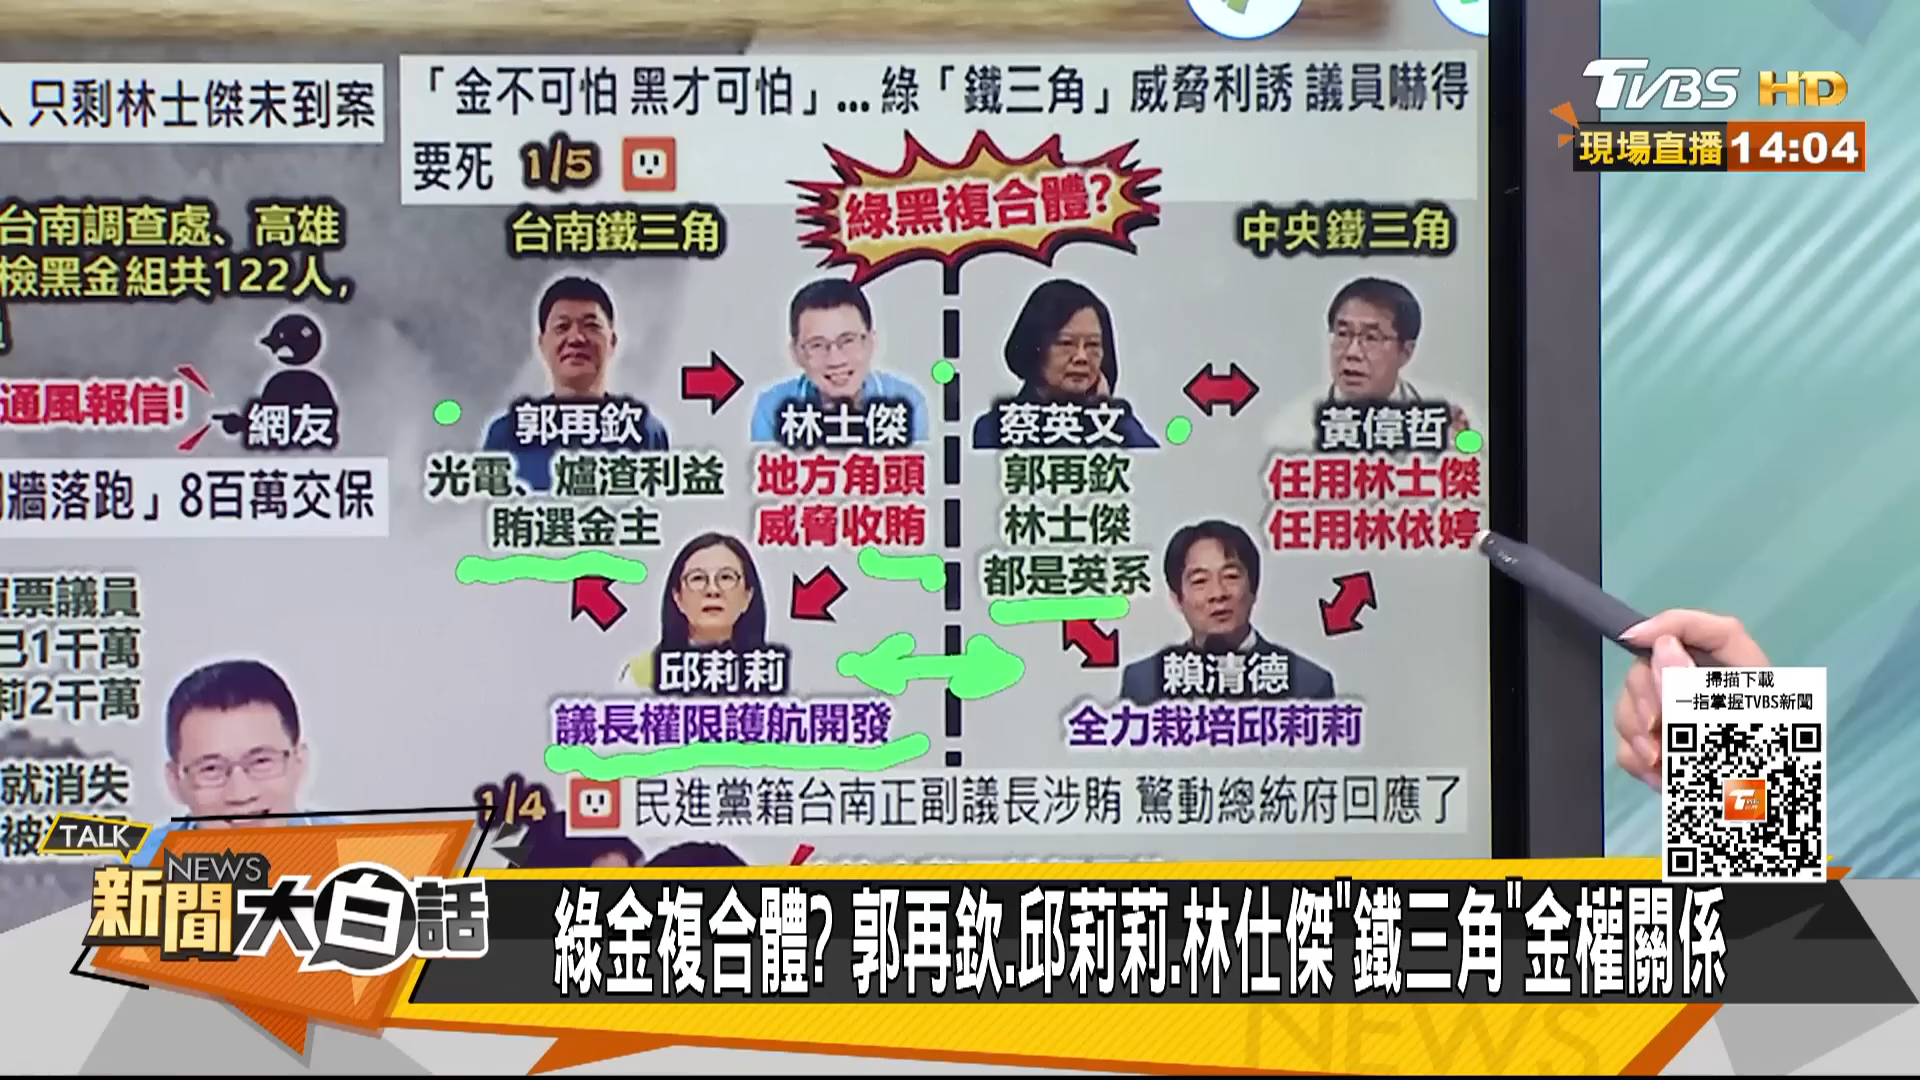 TVBS HD
現場直播 14:04
只剩林士傑未到案
「金不可怕 黑才可怕」... 綠「鐵三角」威脅利誘 議員嚇得
要死 1/5
綠黑複合體?
台南鐵三角
中央鐵三角
台南調查處、高雄
檢黑金組共122人,
通風報信!
網友
郭再欽
光電、爐渣利益
賄選金主
林士傑
地方角頭
威脅收賄
蔡英文
郭再欽
林士傑
都是英系
黃偉哲
任用林士傑
任用林依婷
牆落跑」8百萬交保
邱莉莉
議長權限護航開發
賴清德
全力栽培邱莉莉
票議員
己1千萬
莉2千萬
就消失
被
1/4 民進黨籍台南正副議長涉賄 驚動總統府回應了
掃描下載
一指掌握TVBS新聞
TALK
NEWS
新聞大白話
綠金複合體? 郭再欽.邱莉莉.林仕傑"鐵三角"金權關係
NEWS